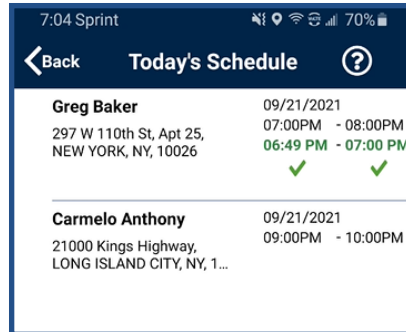 7:04 Sprint 70%
Back Today's Schedule ?
Greg Baker 09/21/2021
297 W 110th St, Apt 25, 07:00PM - 08:00PM
NEW YORK, NY, 10026 06:49 PM - 07:00 PM
Carmelo Anthony 09/21/2021
21000 Kings Highway, 09:00PM - 10:00PM
LONG ISLAND CITY, NY, 1...